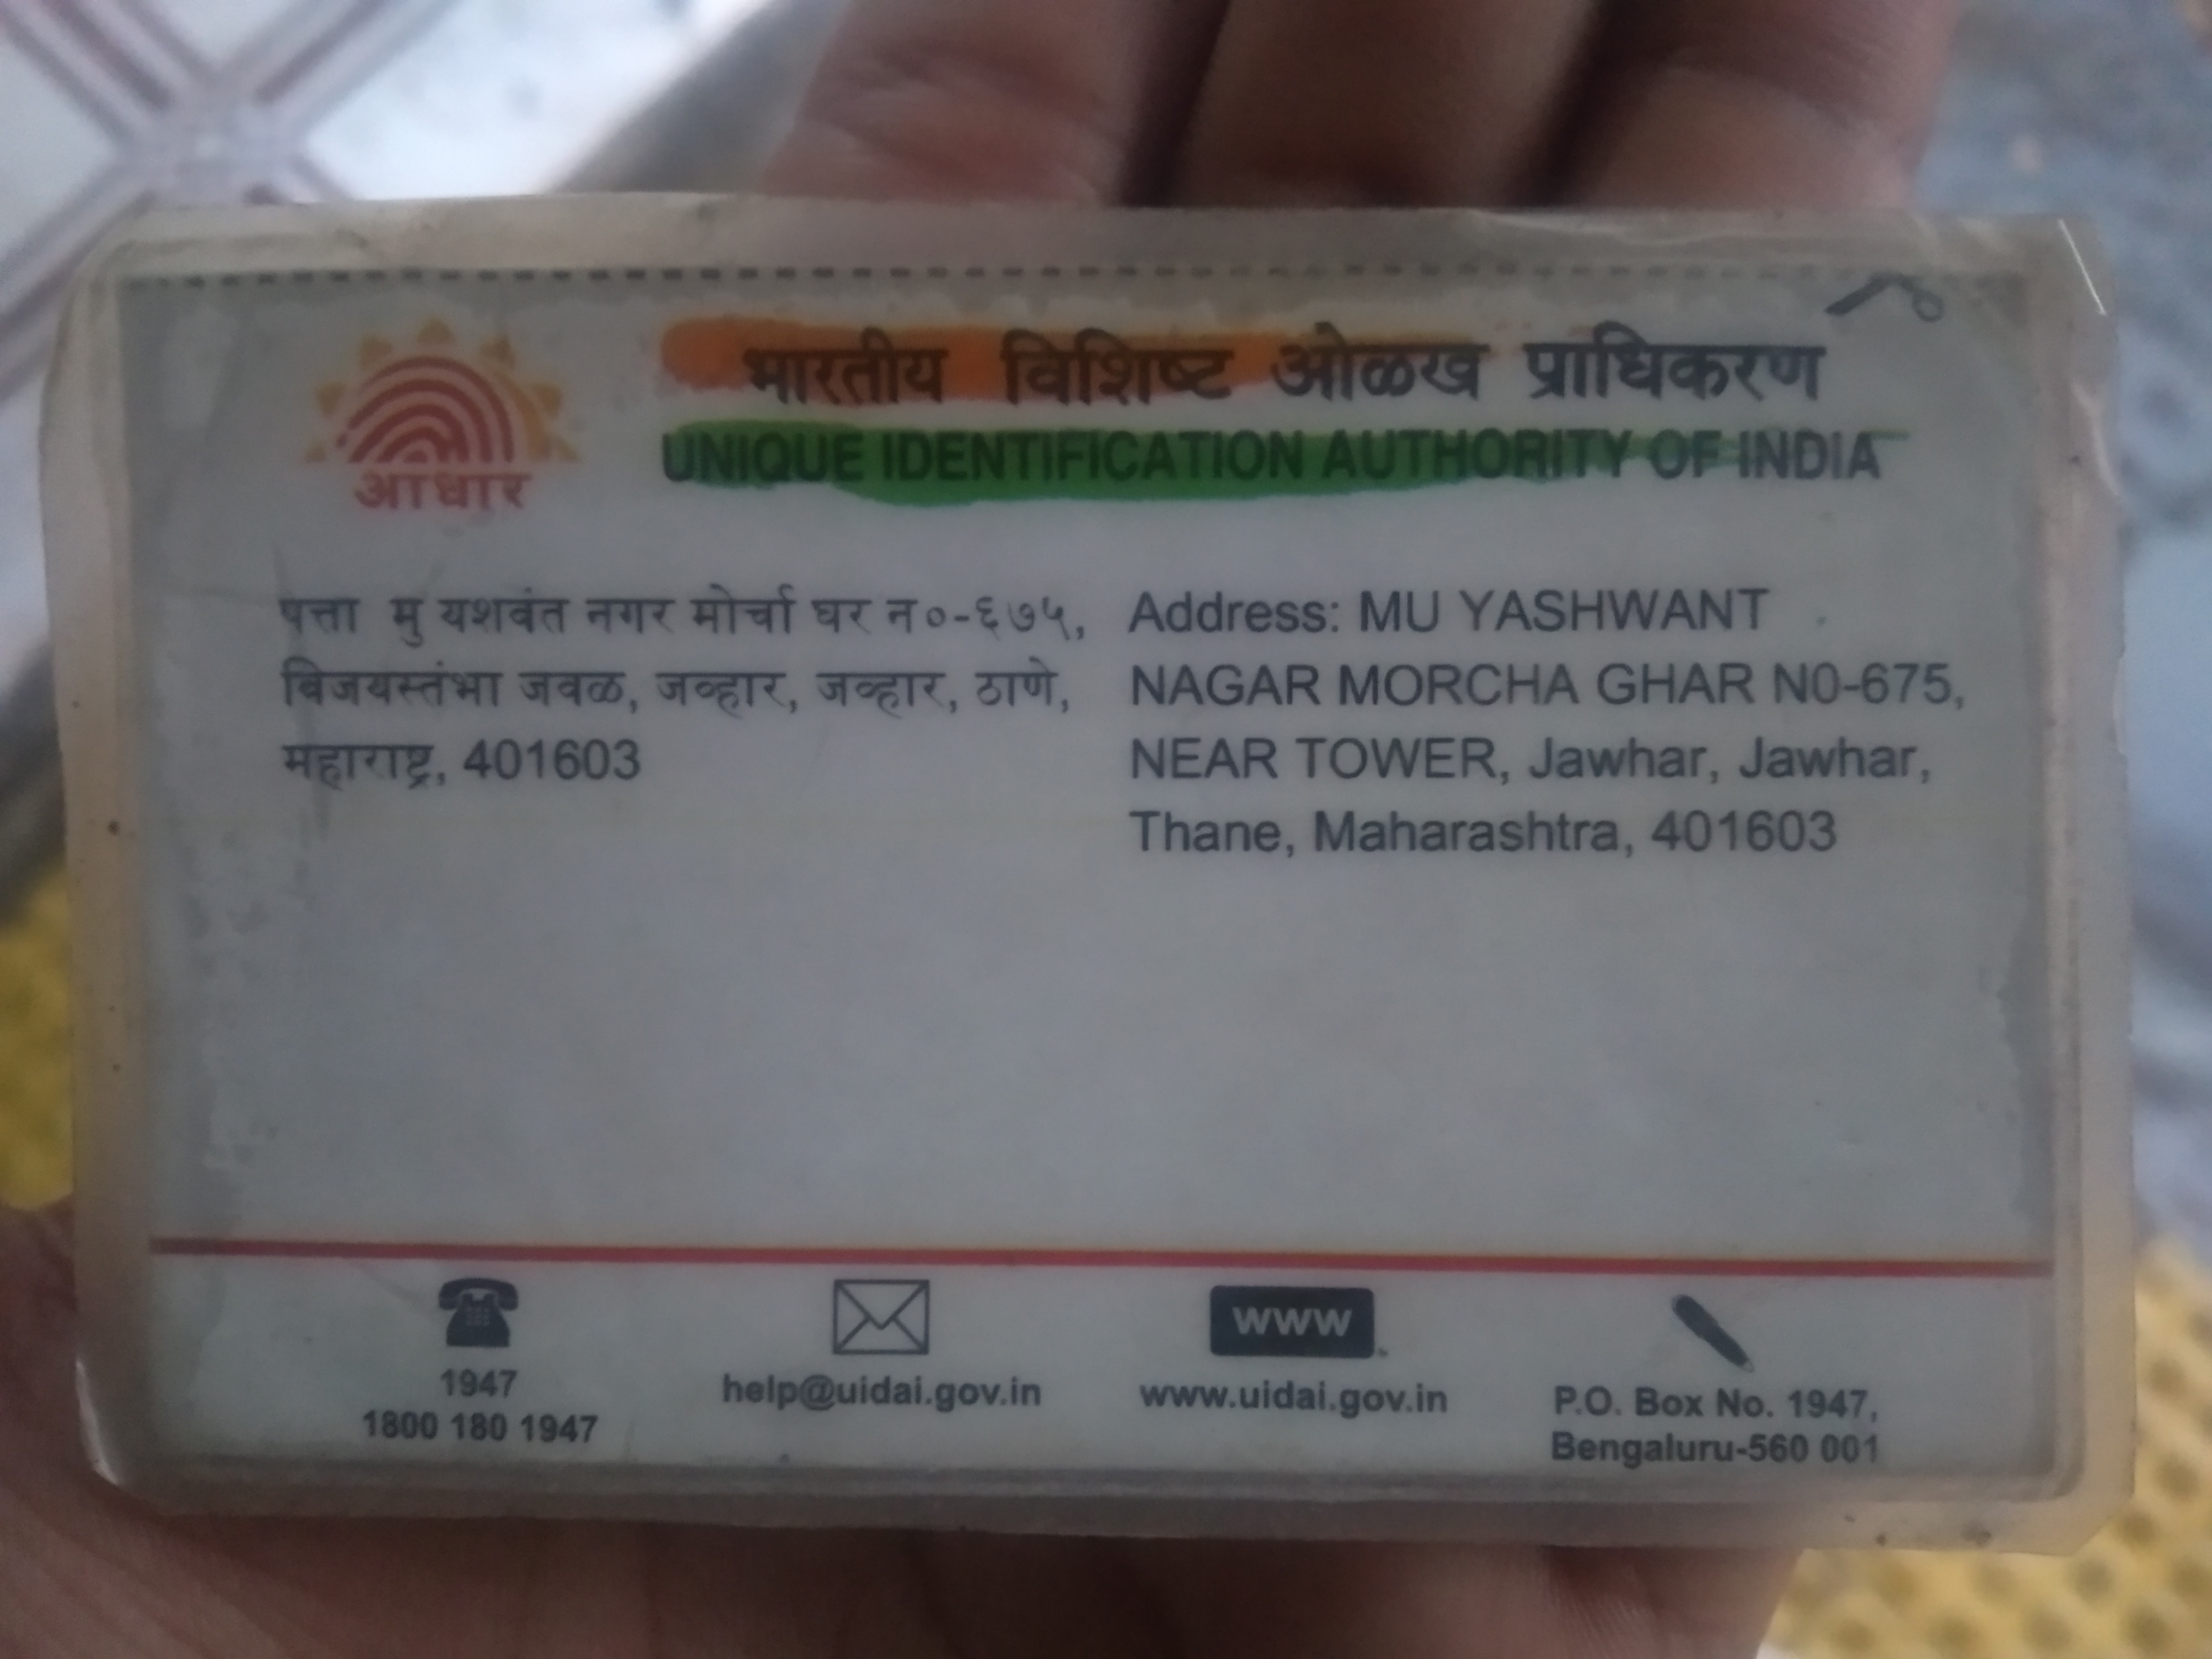 आधार
भारतीय विशिष्ट ओळख प्राधिकरण
UNIQUE IDENTIFICATION AUTHORITY OF INDIA
पत्ता मु यशवंत नगर मोर्चा घर न०-६७५,
विजयस्तंभा जवळ, जव्हार, जव्हार, ठाणे,
महाराष्ट्र, 401603
Address: MU YASHWANT
NAGAR MORCHA GHAR N0-675,
NEAR TOWER, Jawhar, Jawhar,
Thane, Maharashtra, 401603
1947
1800 180 1947
help@uidai.gov.in
www
www.uidai.gov.in
P.O. Box No. 1947,
Bengaluru-560 001